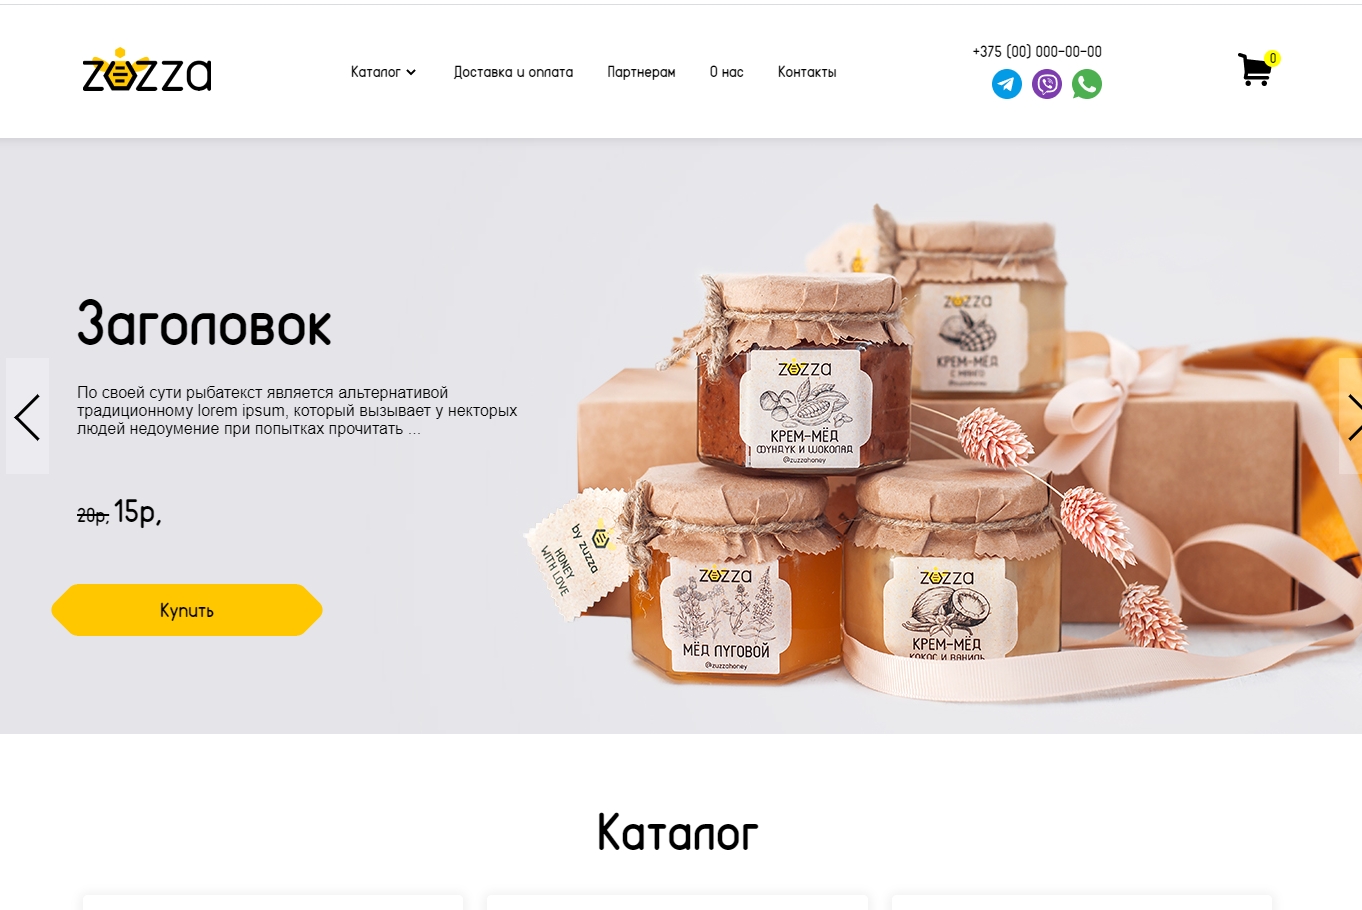 zuzza
Каталог
Доставка и оплата
Партнерам
О нас
Контакты
+375 (00) 000-00-00
0
Заголовок
По своей сути рыбатекст является альтернативой
традиционному lorem ipsum, который вызывает у некторых
людей недоумение при попытках прочитать ...
20р, 15р,
Купить
zuzza
КРЕМ-МЁД
С МАНГО
@zuzzahoney
zuzza
КРЕМ-МЁД
ФУНДУК И ШОКОЛАД
@zuzzahoney
by zuzza
HONEY
WITH LOVE
zuzza
МЁД ЛУГОВОЙ
@zuzzahoney
zuzza
КРЕМ-МЁД
КОКОС И ВАНИЛЬ
Каталог